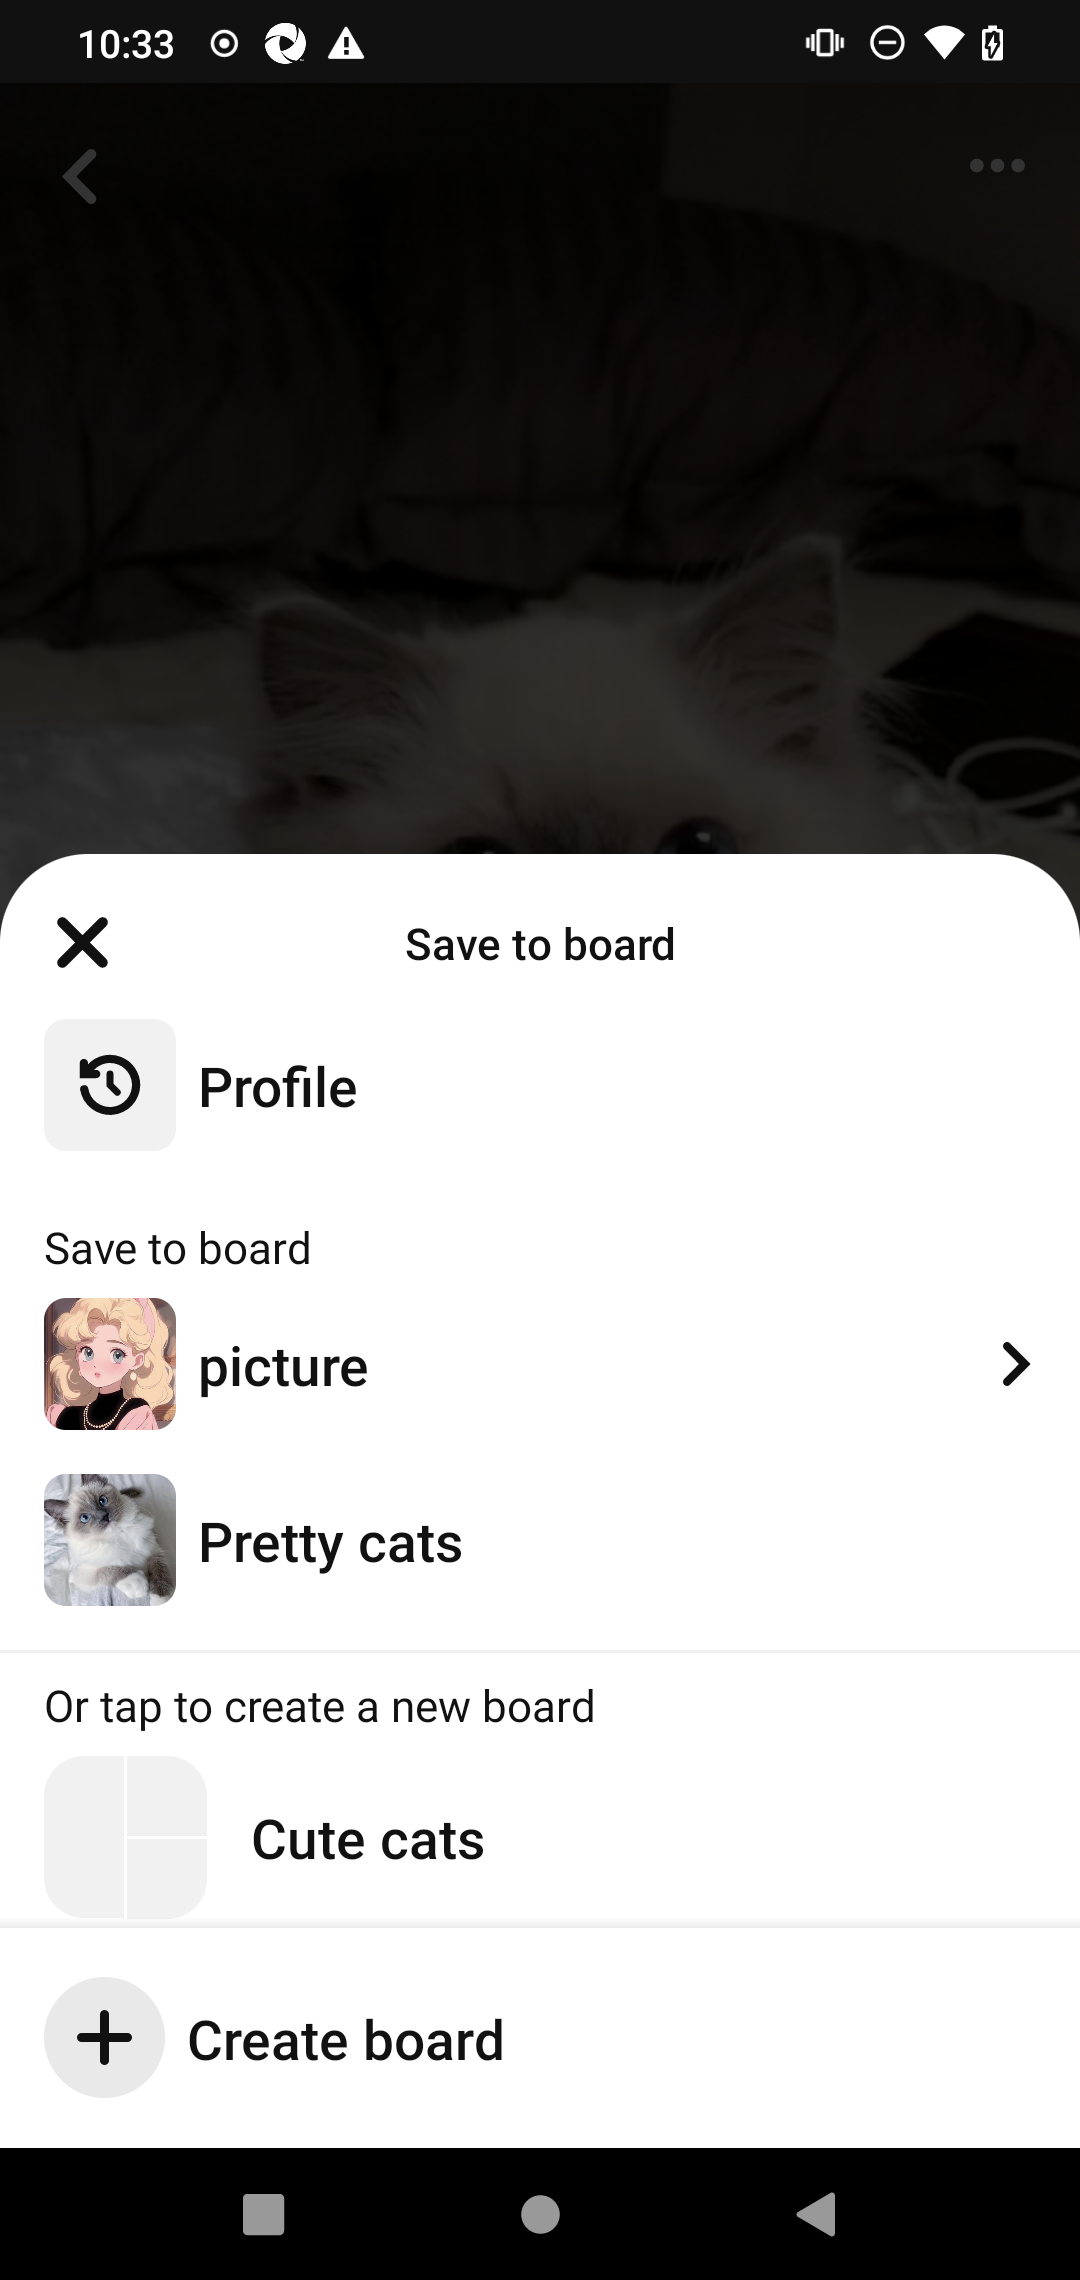 10:33
Save to board
Profile
Save to board
picture
Pretty cats
Or tap to create a new board
Cute cats
Create board